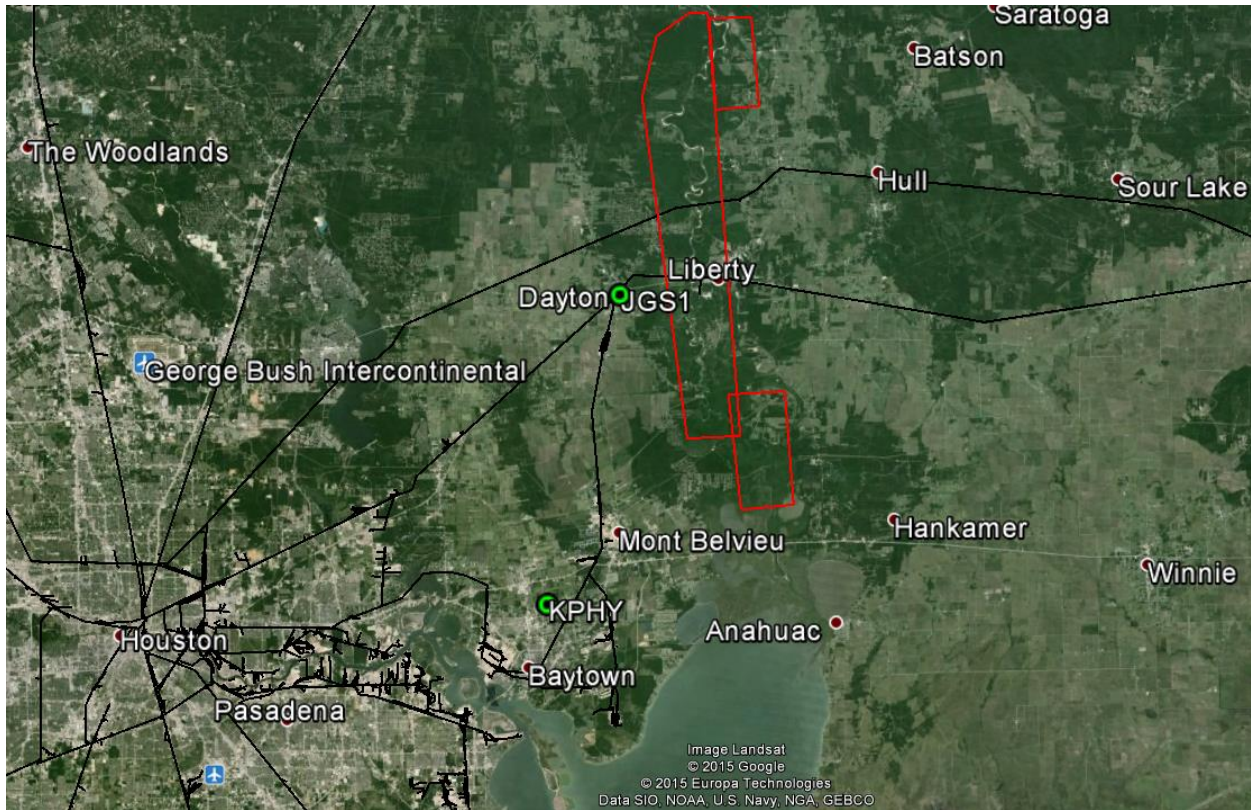 Saratoga
Batson
The Woodlands
Hull
Sour Lake
Liberty
Dayton
JGS1
George Bush Intercontinental
Mont Belvieu
Hankamer
Winnie
KPHY
Anahuac
Houston
Baytown
Pasadena
Image Landsat
© 2015 Google
© 2015 Europa Technologies
Data SIO, NOAA, U.S. Navy, NGA, GEBCO